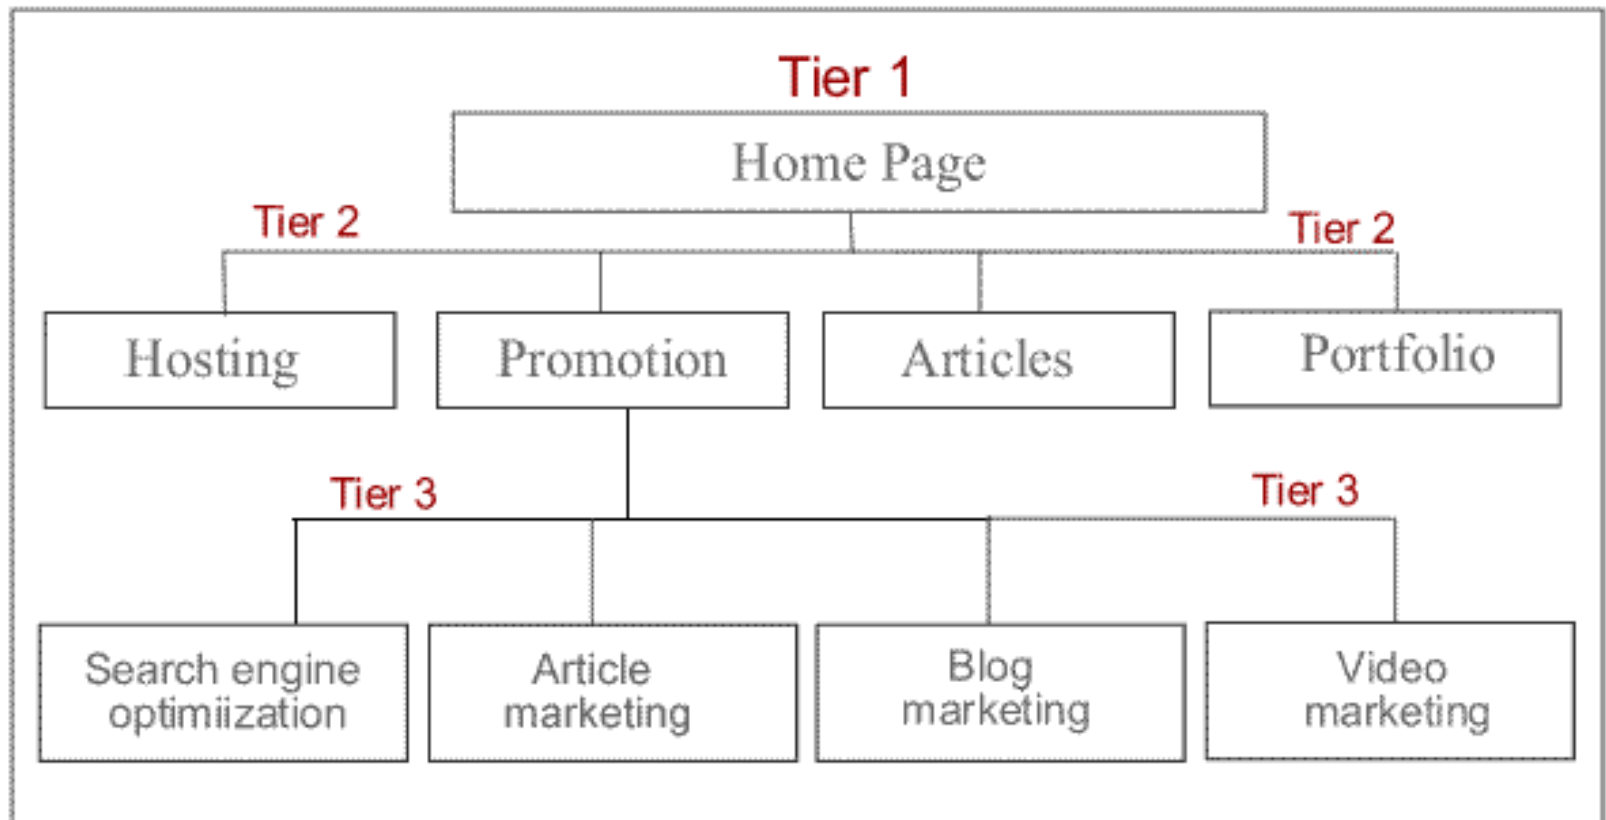 Tier 1
Home Page
Tier 2
Tier 2
Hosting
Promotion
Articles
Portfolio
Tier 3
Tier 3
Search engine
optimiization
Article
marketing
Blog
marketing
Video
marketing